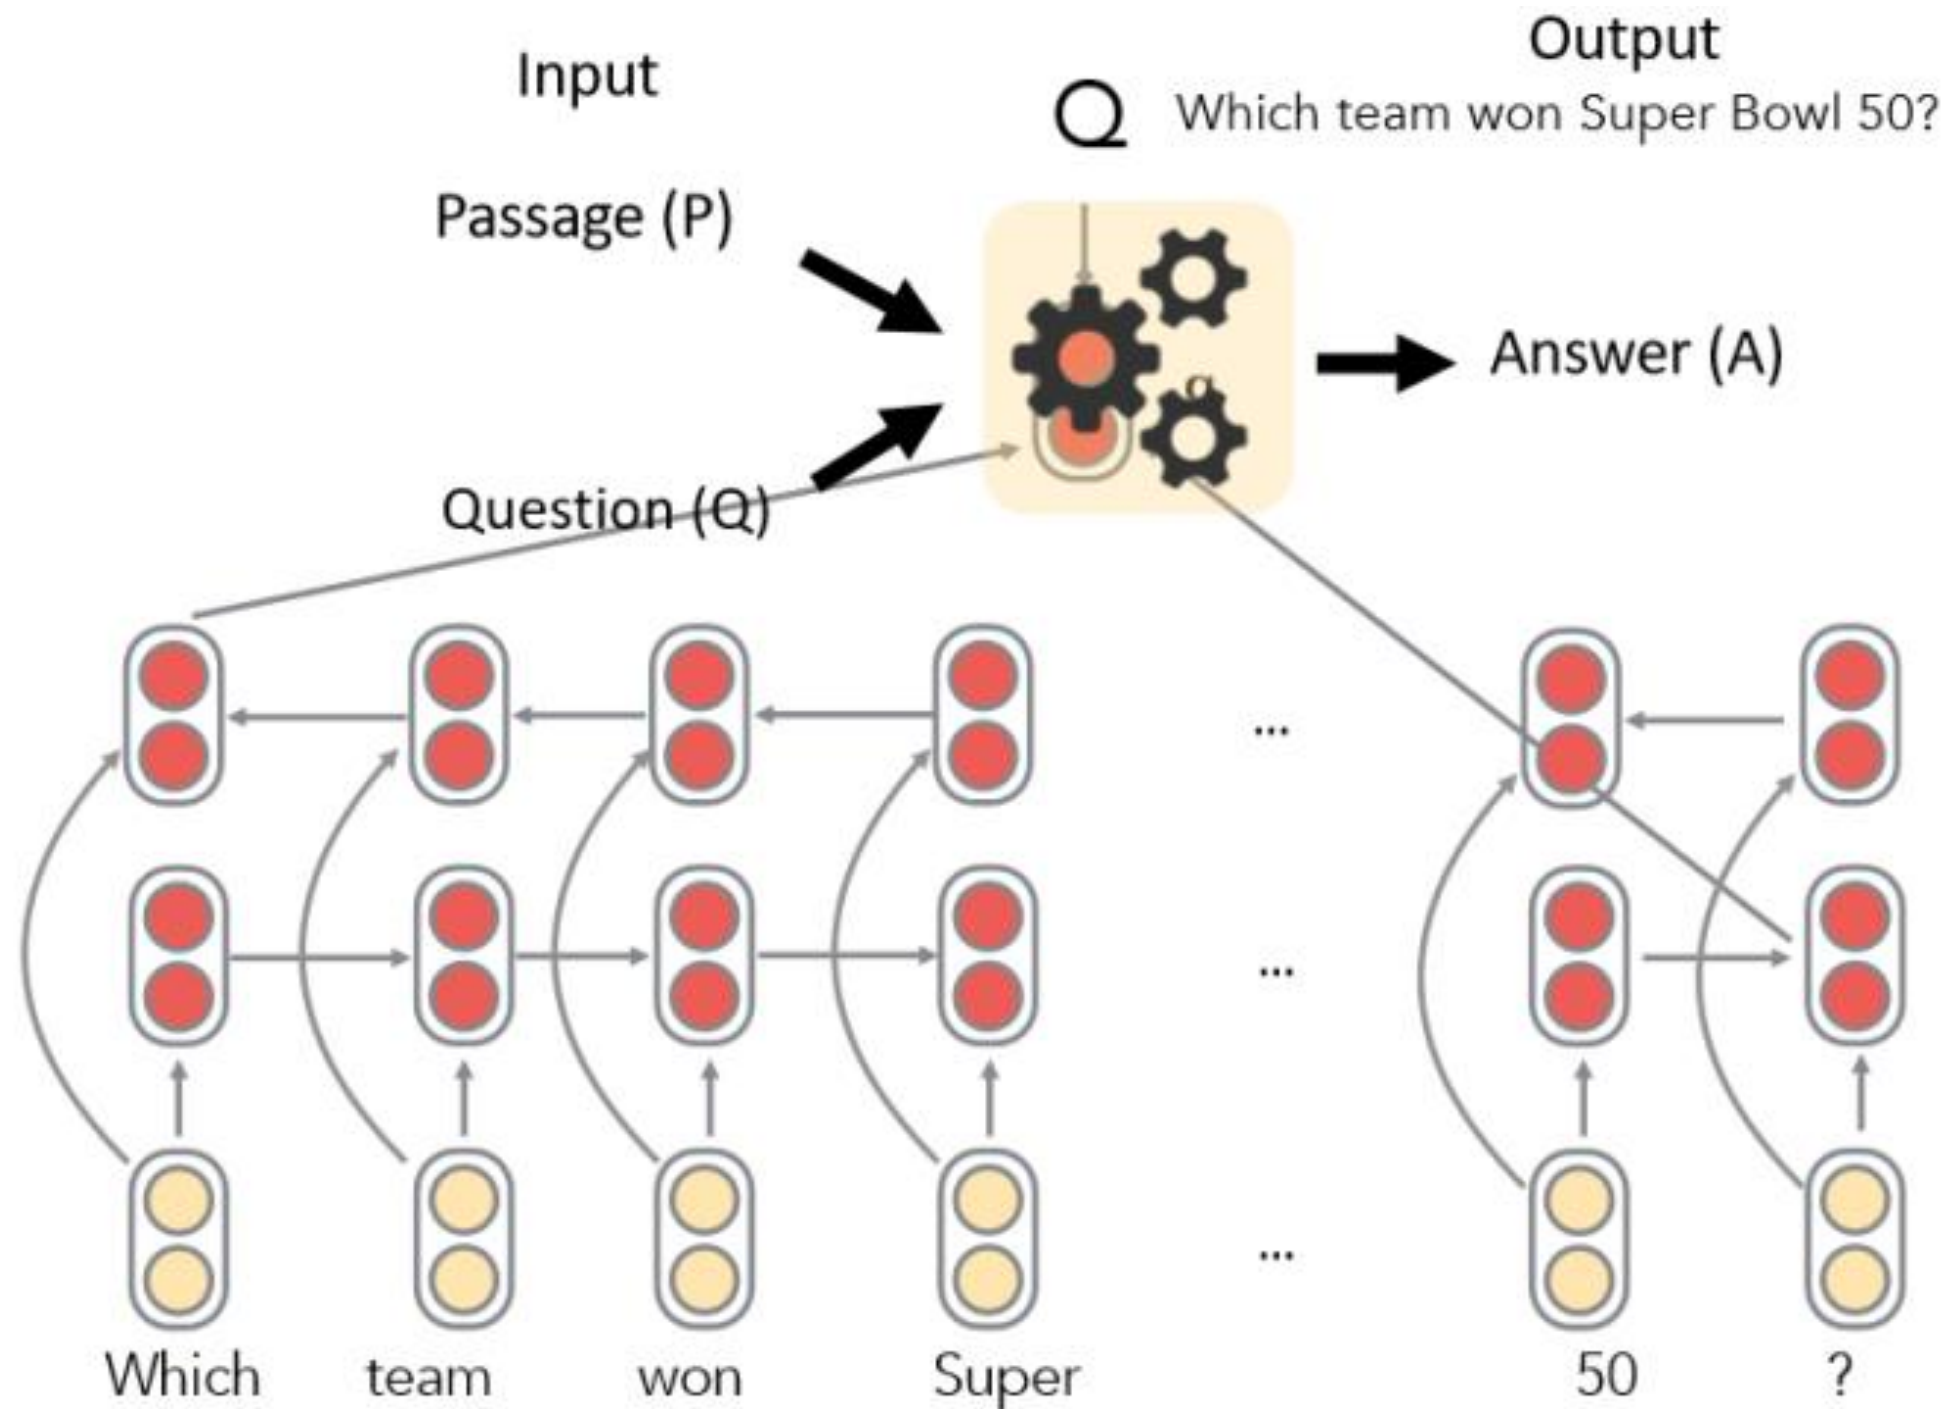 Input
Output
Q Which team won Super Bowl 50?
Passage (P)
Answer (A)
Question (Q)
...
...
...
Which team won Super 50 ?